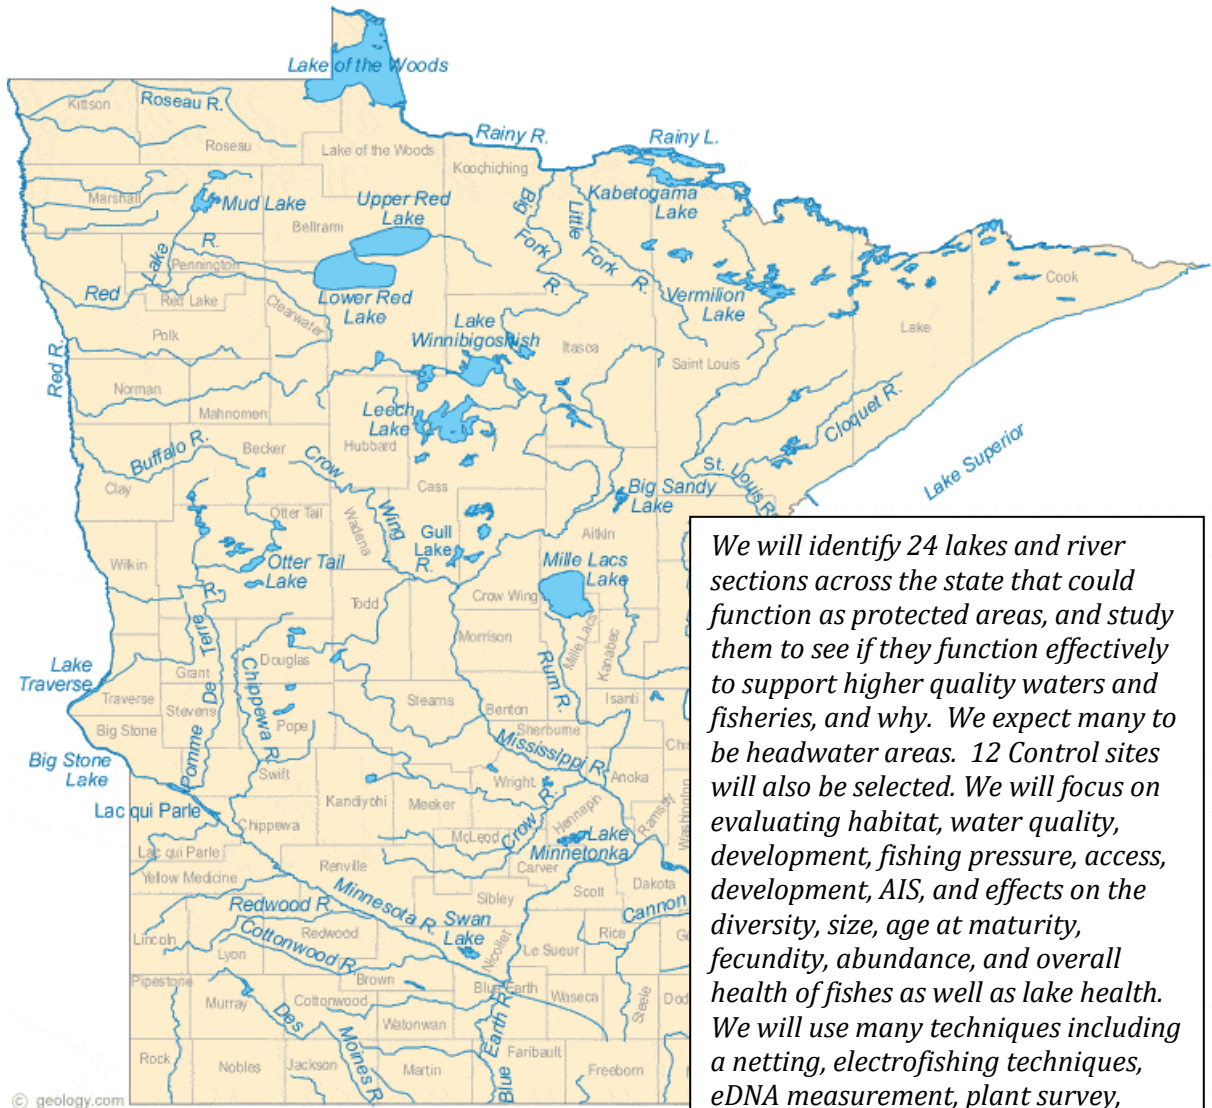 Lake of the Woods
Kittson
Roseau R.
Roseau
Lake of the Woods
Rainy R.
Rainy L.
Koochiching
Marshall
Mud Lake
Upper Red
Lake
Big
Fork
R.
Little
Fork
R.
Kabetogama
Lake
Beltrami
R.
Lake
Red
Pennington
Red Lake
Clearwater
Lower Red
Lake
Vermilion
Lake
Cook
Lake
Saint Louis
Lake
Winnibigoshish
Itasca
Polk
Red R.
Norman
Mahnomen
Leech
Lake
Hubbard
Cloquet R.
Buffalo R.
Becker
Crow
Wing
R.
Cass
St. Louis R.
Lake Superior
Clay
Big Sandy
Lake
Otter Tail
Wadena
Gull
Lake
Aitkin
Wilkin
Otter Tail
Lake
Mille Lacs
Lake
Crow Wing
Todd
Morrison
Mille Lacs
Kanabac
Pomme
De
Terre
R.
Grant
Douglas
Chippewa R.
Lake
Traverse
Traverse
Stevens
Pope
Stearns
Benton
Rum R.
Isanti
Big Stone
Sherburne
Mississippi R.
Chis
Big Stone
Lake
Swift
Wright
Anoka
Lac qui Parle
Kandiyohi
Meeker
Crow
R.
Hennepin
Ramsey
Washington
Chippewa
McLeod
Lake
Minnetonka
Lac qui Parle
Renville
Carver
Yellow Medicine
Minnesota R.
Scott
Dakota
Redwood R.
Sibley
Swan
Lake
Cannon
Lincoln
Lyon
Redwood
Cottonwood R.
Nicollet
Le Sueur
Rice
G
Pipestone
Murray
Cottonwood
Brown
Blue Earth
Waseca
Steele
Dod
Des
Moines R.
Watonwan
Blue
Earth R.
Rock
Nobles
Jackson
Martin
Faribault
Freeborn
© geology.com
We will identify 24 lakes and river
sections across the state that could
function as protected areas, and study
them to see if they function effectively
to support higher quality waters and
fisheries, and why. We expect many to
be headwater areas. 12 Control sites
will also be selected. We will focus on
evaluating habitat, water quality,
development, fishing pressure, access,
development, AIS, and effects on the
diversity, size, age at maturity,
fecundity, abundance, and overall
health of fishes as well as lake health.
We will use many techniques including
a netting, electrofishing techniques,
eDNA measurement, plant survey,